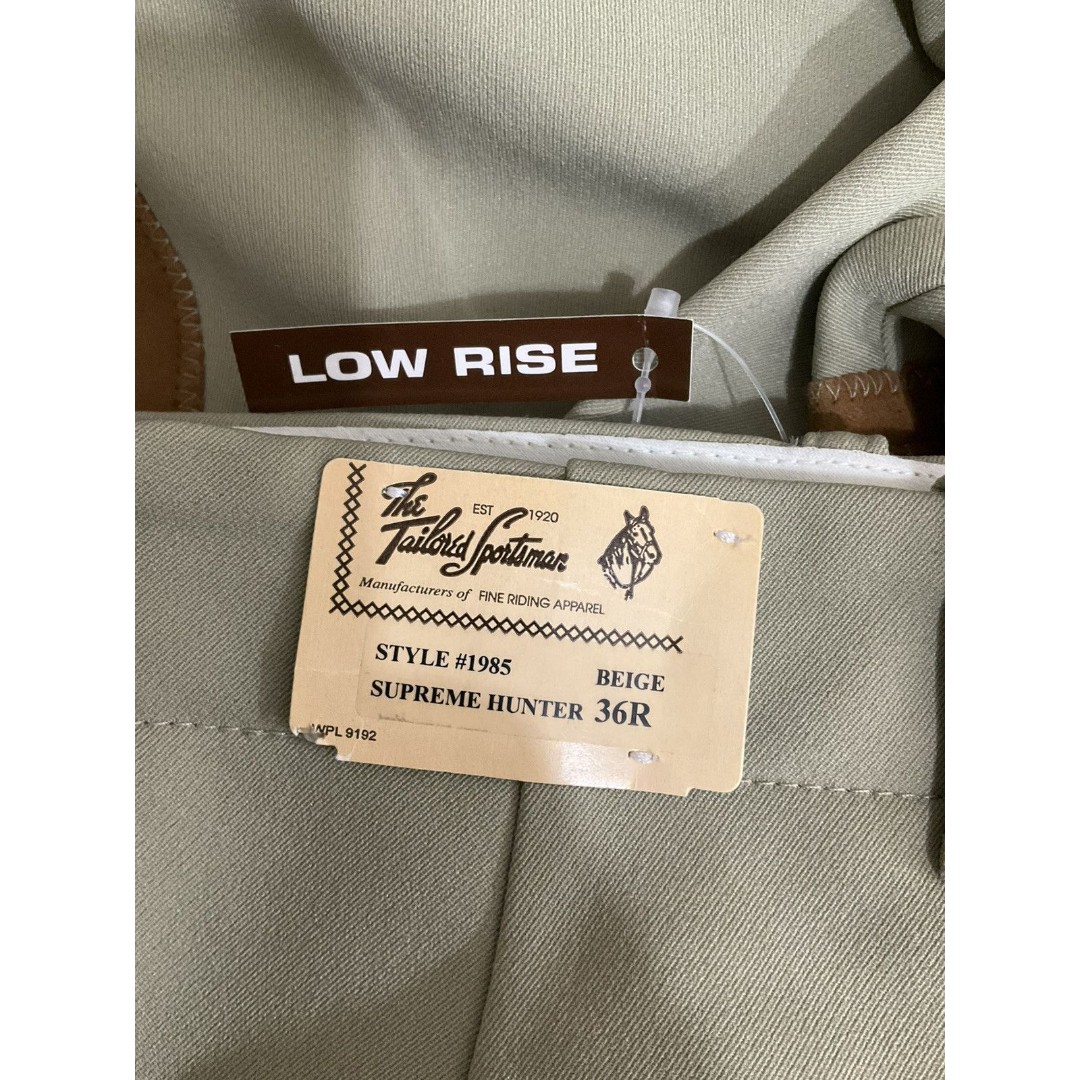 LOW RISE
The
EST 1920
Tailored Sportsman
Manufacturers of FINE RIDING APPAREL
STYLE #1985 BEIGE
SUPREME HUNTER 36R
WPL 9192